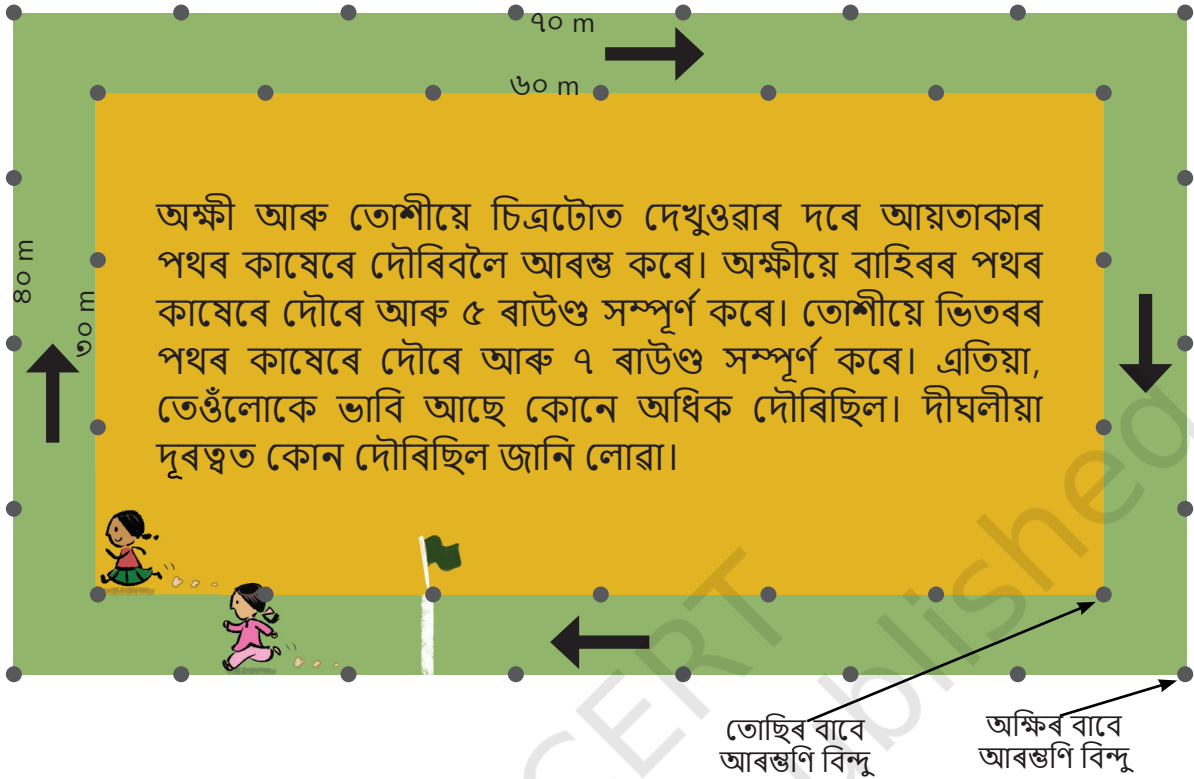 ৭০ m
৬০ m
৪০ m
৩০ m
অক্ষী আৰু তোশীয়ে চিত্ৰটোত দেখুওৱাৰ দৰে আয়তাকাৰ
পথৰ কাষেৰে দৌৰিবলৈ আৰম্ভ কৰে। অক্ষীয়ে বাহিৰৰ পথৰ
কাষেৰে দৌৰে আৰু ৫ ৰাউণ্ড সম্পূৰ্ণ কৰে। তোশীয়ে ভিতৰৰ
পথৰ কাষেৰে দৌৰে আৰু ৭ ৰাউণ্ড সম্পূৰ্ণ কৰে। এতিয়া,
তেওঁলোকে ভাবি আছে কোনে অধিক দৌৰিছিল। দীঘলীয়া
দূৰত্বত কোন দৌৰিছিল জানি লোৱা।
তোছিৰ বাবে
আৰম্ভণি বিন্দু
অক্ষিৰ বাবে
আৰম্ভণি বিন্দু